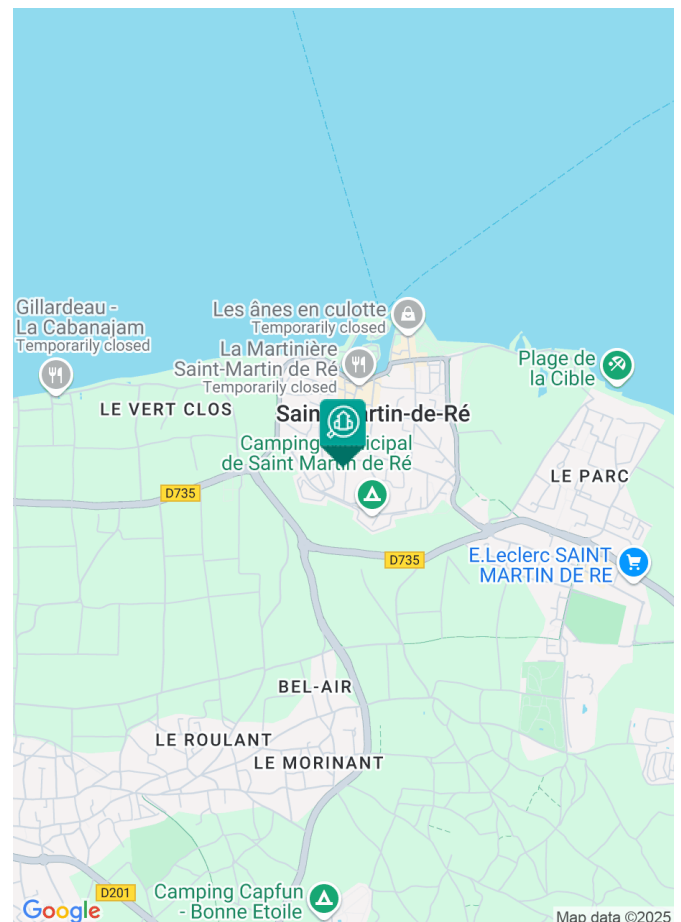 Gillardeau -
La Cabanajam
Temporarily closed
Les ânes en culotte
Temporarily closed
La Martinière
Saint-Martin de Ré
Temporarily closed
Plage de
la Cible
LE VERT CLOS
artin-de-Ré
Camping
de Saint Martin de Ré
LE PARC
D735
D735
E.Leclerc SAINT
MARTIN DE RE
BEL-AIR
LE ROULANT
LE MORINANT
D201
Camping Capfun
- Bonne Etoile
Google
Map data ©2025